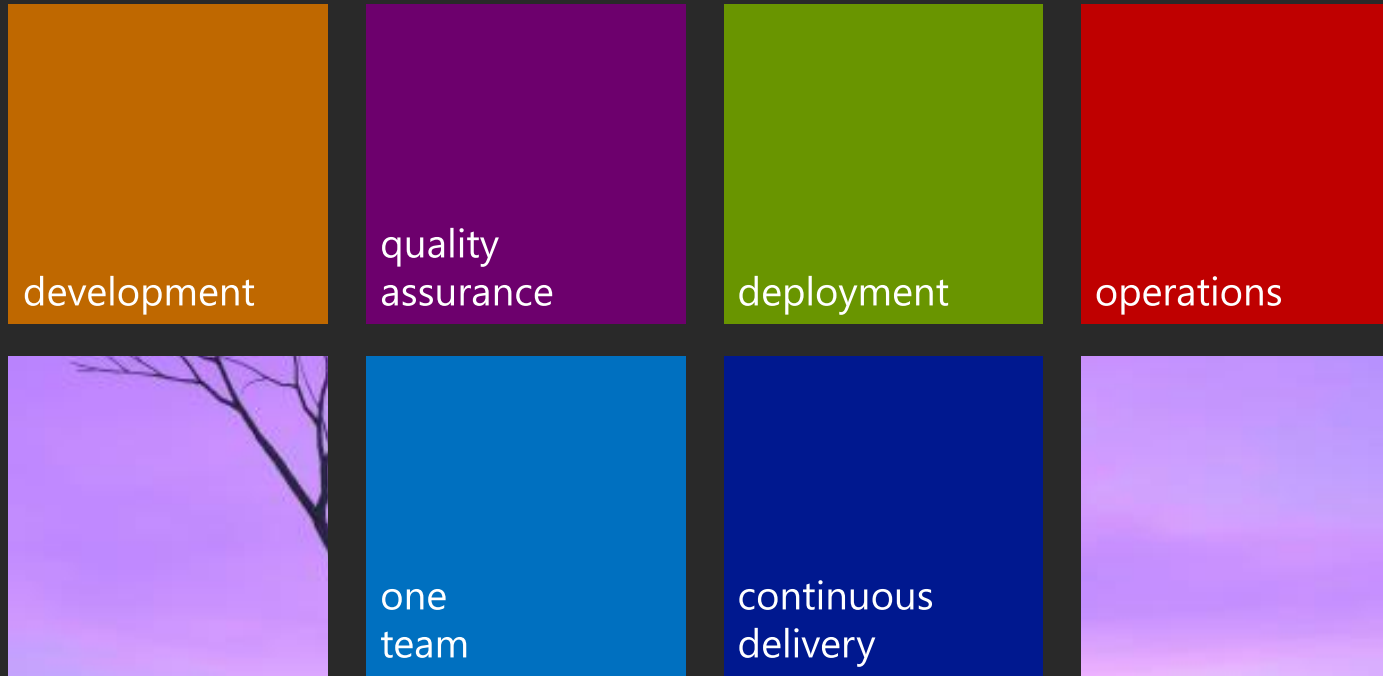 development
quality
assurance
deployment
operations
one
team
continuous
delivery